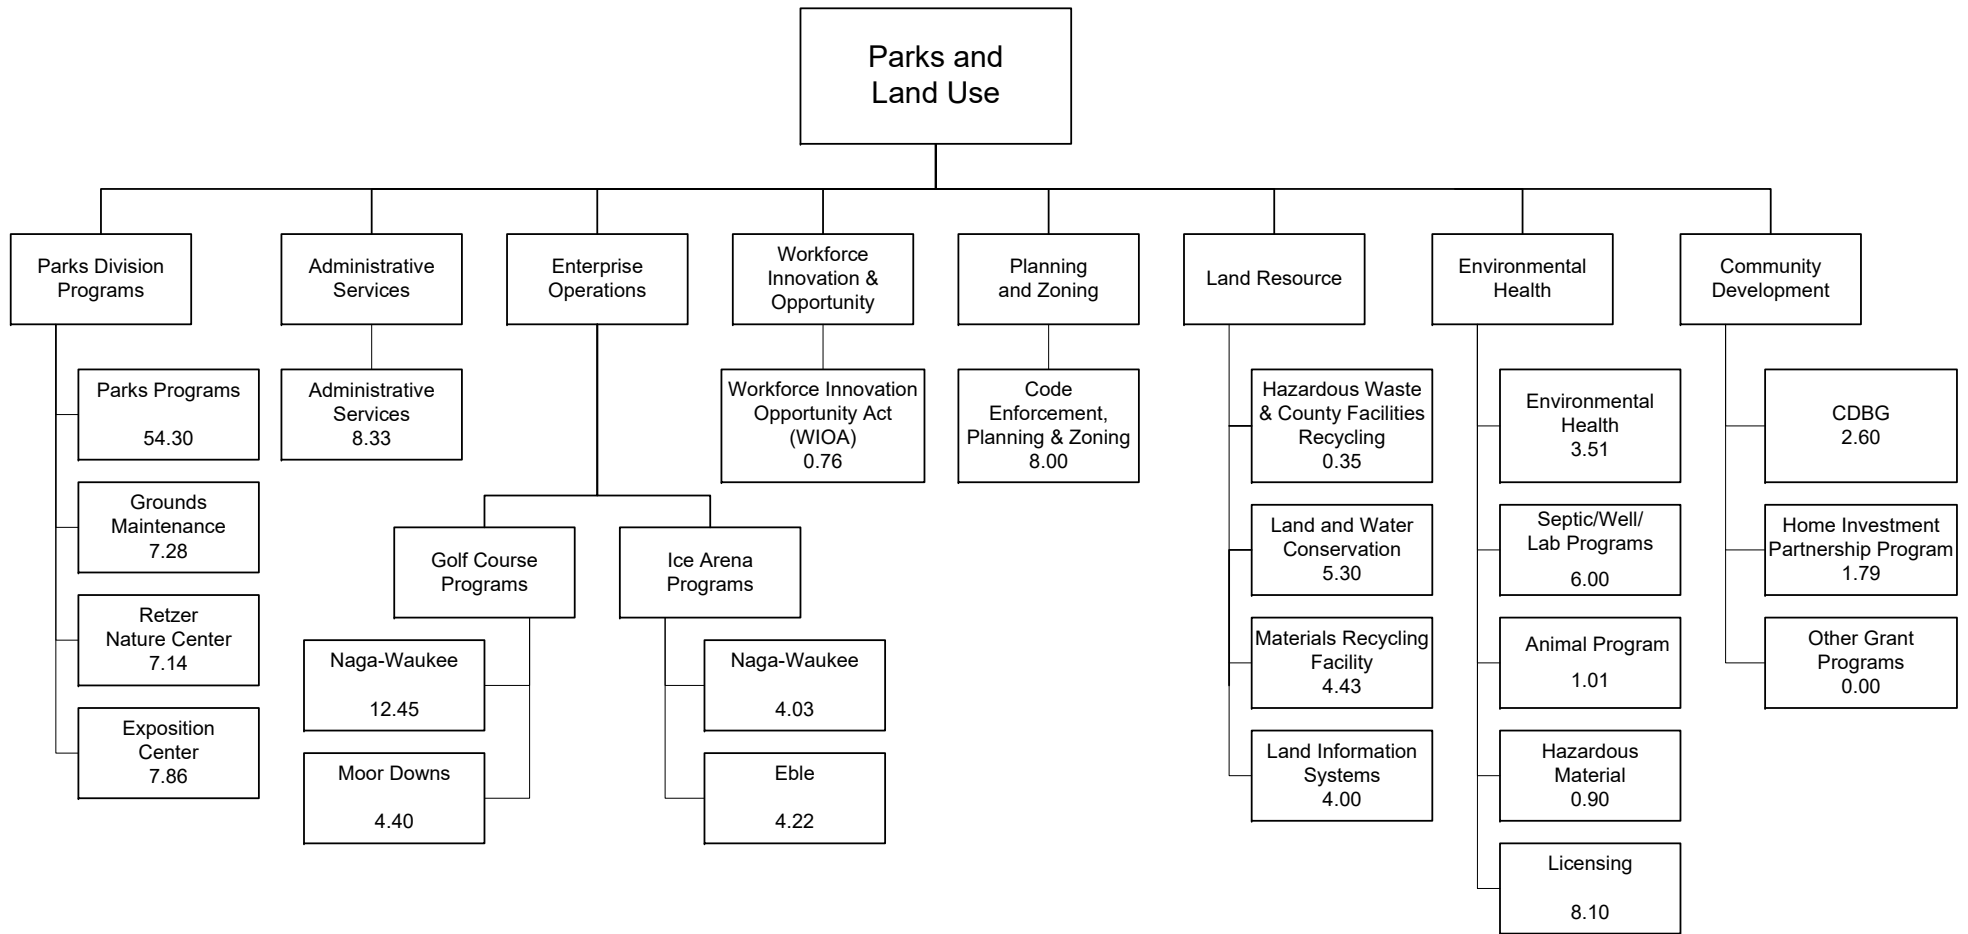 Parks and
Land Use
Parks Division
Programs
Administrative
Services
Enterprise
Operations
Workforce
Innovation &
Opportunity
Planning
and Zoning
Land Resource
Environmental
Health
Community
Development
Parks Programs
54.30
Grounds
Maintenance
7.28
Retzer
Nature Center
7.14
Exposition
Center
7.86
Administrative
Services
8.33
Golf Course
Programs
Naga-Waukee
12.45
Moor Downs
4.40
Ice Arena
Programs
Naga-Waukee
4.03
Eble
4.22
Workforce Innovation
Opportunity Act
(WIOA)
0.76
Code
Enforcement,
Planning & Zoning
8.00
Hazardous Waste
& County Facilities
Recycling
0.35
Land and Water
Conservation
5.30
Materials Recycling
Facility
4.43
Land Information
Systems
4.00
Environmental
Health
3.51
Septic/Well/
Lab Programs
6.00
Animal Program
1.01
Hazardous
Material
0.90
Licensing
8.10
CDBG
2.60
Home Investment
Partnership Program
1.79
Other Grant
Programs
0.00